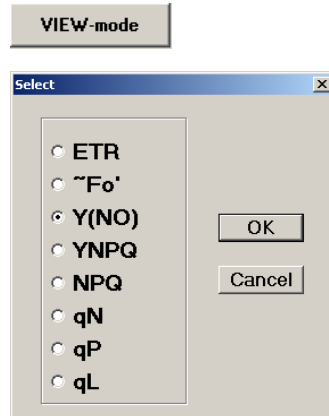 VIEW-mode
Select
ETR
~Fo'
Y(NO)
YNPQ
NPQ
qN
qP
qL
OK
Cancel